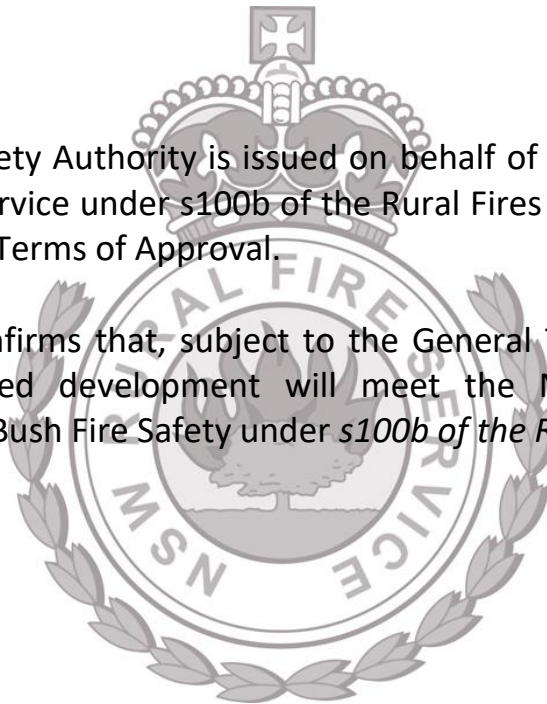 ety Authority is issued on behalf of
rvice under s100b of the Rural Fires
Terms of Approval.
nfirms that, subject to the General T
ed development will meet the N
Bush Fire Safety under s100b of the R
NSW RURAL FIRE SERVICE